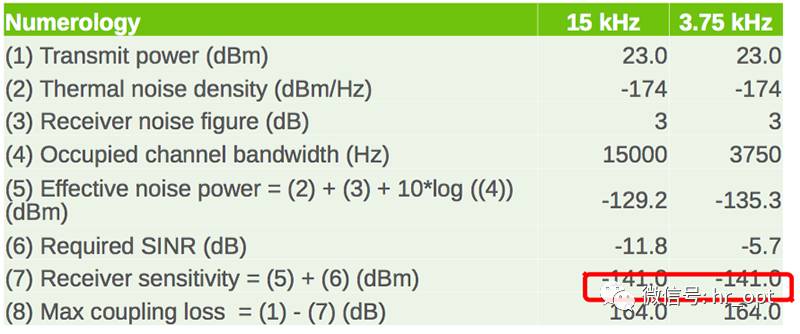 Numerology 15 kHz 3.75 kHz
(1) Transmit power (dBm) 23.0 23.0
(2) Thermal noise density (dBm/Hz) -174 -174
(3) Receiver noise figure (dB) 3 3
(4) Occupied channel bandwidth (Hz) 15000 3750
(5) Effective noise power = (2) + (3) + 10*log ((4))
(dBm) -129.2 -135.3
(6) Required SINR (dB) -11.8 -5.7
(7) Receiver sensitivity = (5) + (6) (dBm) -141.0 -141.0
微信号: hr_opt
(8) Max coupling loss = (1) - (7) (dB) 164.0 164.0